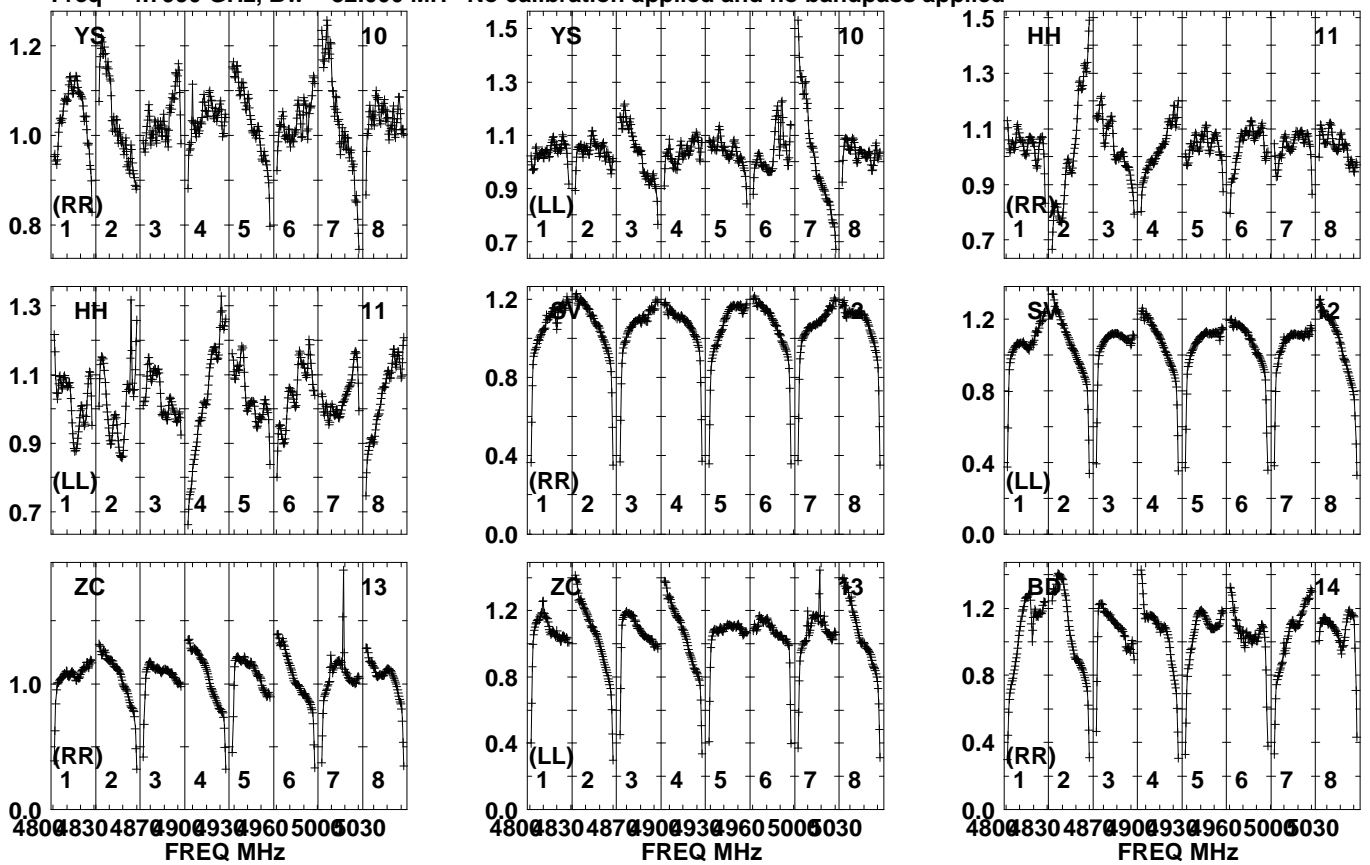 Freq GHz, Bw = MH No calibration applied and no bandpass applied
YS 10
1.2
1.0
0.8
(RR)
1 2 3 4 5 6 7 8
YS 10
1.5
1.3
1.1
0.9
0.7
(LL)
1 2 3 4 5 6 7 8
HH 11
1.5
1.3
1.1
0.9
0.7
(RR)
1 2 3 4 5 6 7 8
HH 11
1.3
1.1
0.9
0.7
(LL)
1 2 3 4 5 6 7 8
SV 12
1.2
0.8
0.4
0.0
(RR)
1 2 3 4 5 6 7 8
SV 12
1.2
0.8
0.4
0.0
(LL)
1 2 3 4 5 6 7 8
ZC 13
1.0
0.0
(RR)
1 2 3 4 5 6 7 8
4800 4830 4870 4900 4930 4960 5000 5030
FREQ MHz
ZC 13
1.2
0.8
0.4
0.0
(LL)
1 2 3 4 5 6 7 8
4800 4830 4870 4900 4930 4960 5000 5030
FREQ MHz
BD 14
1.2
0.8
0.4
0.0
(RR)
1 2 3 4 5 6 7 8
4800 4830 4870 4900 4930 4960 5000 5030
FREQ MHz